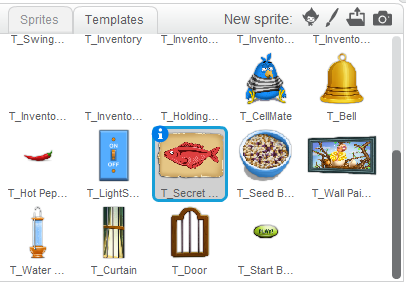 Sprites Templates New sprite:
T_Swing... T_Inventory T_Invento... T_Invento... T_Invento...
T_Invento... T_Invento... T_Holding... T_CellMate T_Bell
ON
OFF
T_Hot Pep... T_LightS... T_Secret ... T_Seed B... T_Wall Pai...
PLAY!
T_Water ... T_Curtain T_Door T_Start B...